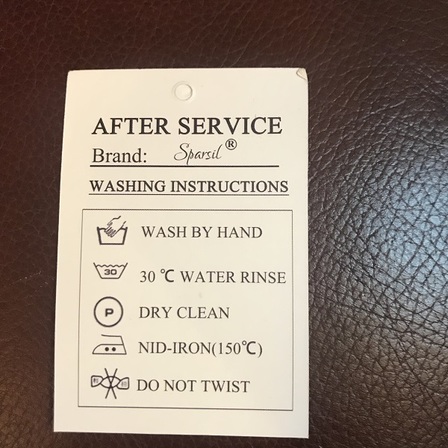 AFTER SERVICE
Brand: Sparsil®
WASHING INSTRUCTIONS
WASH BY HAND
30 30 ℃ WATER RINSE
P DRY CLEAN
NID-IRON(150℃)
DO NOT TWIST